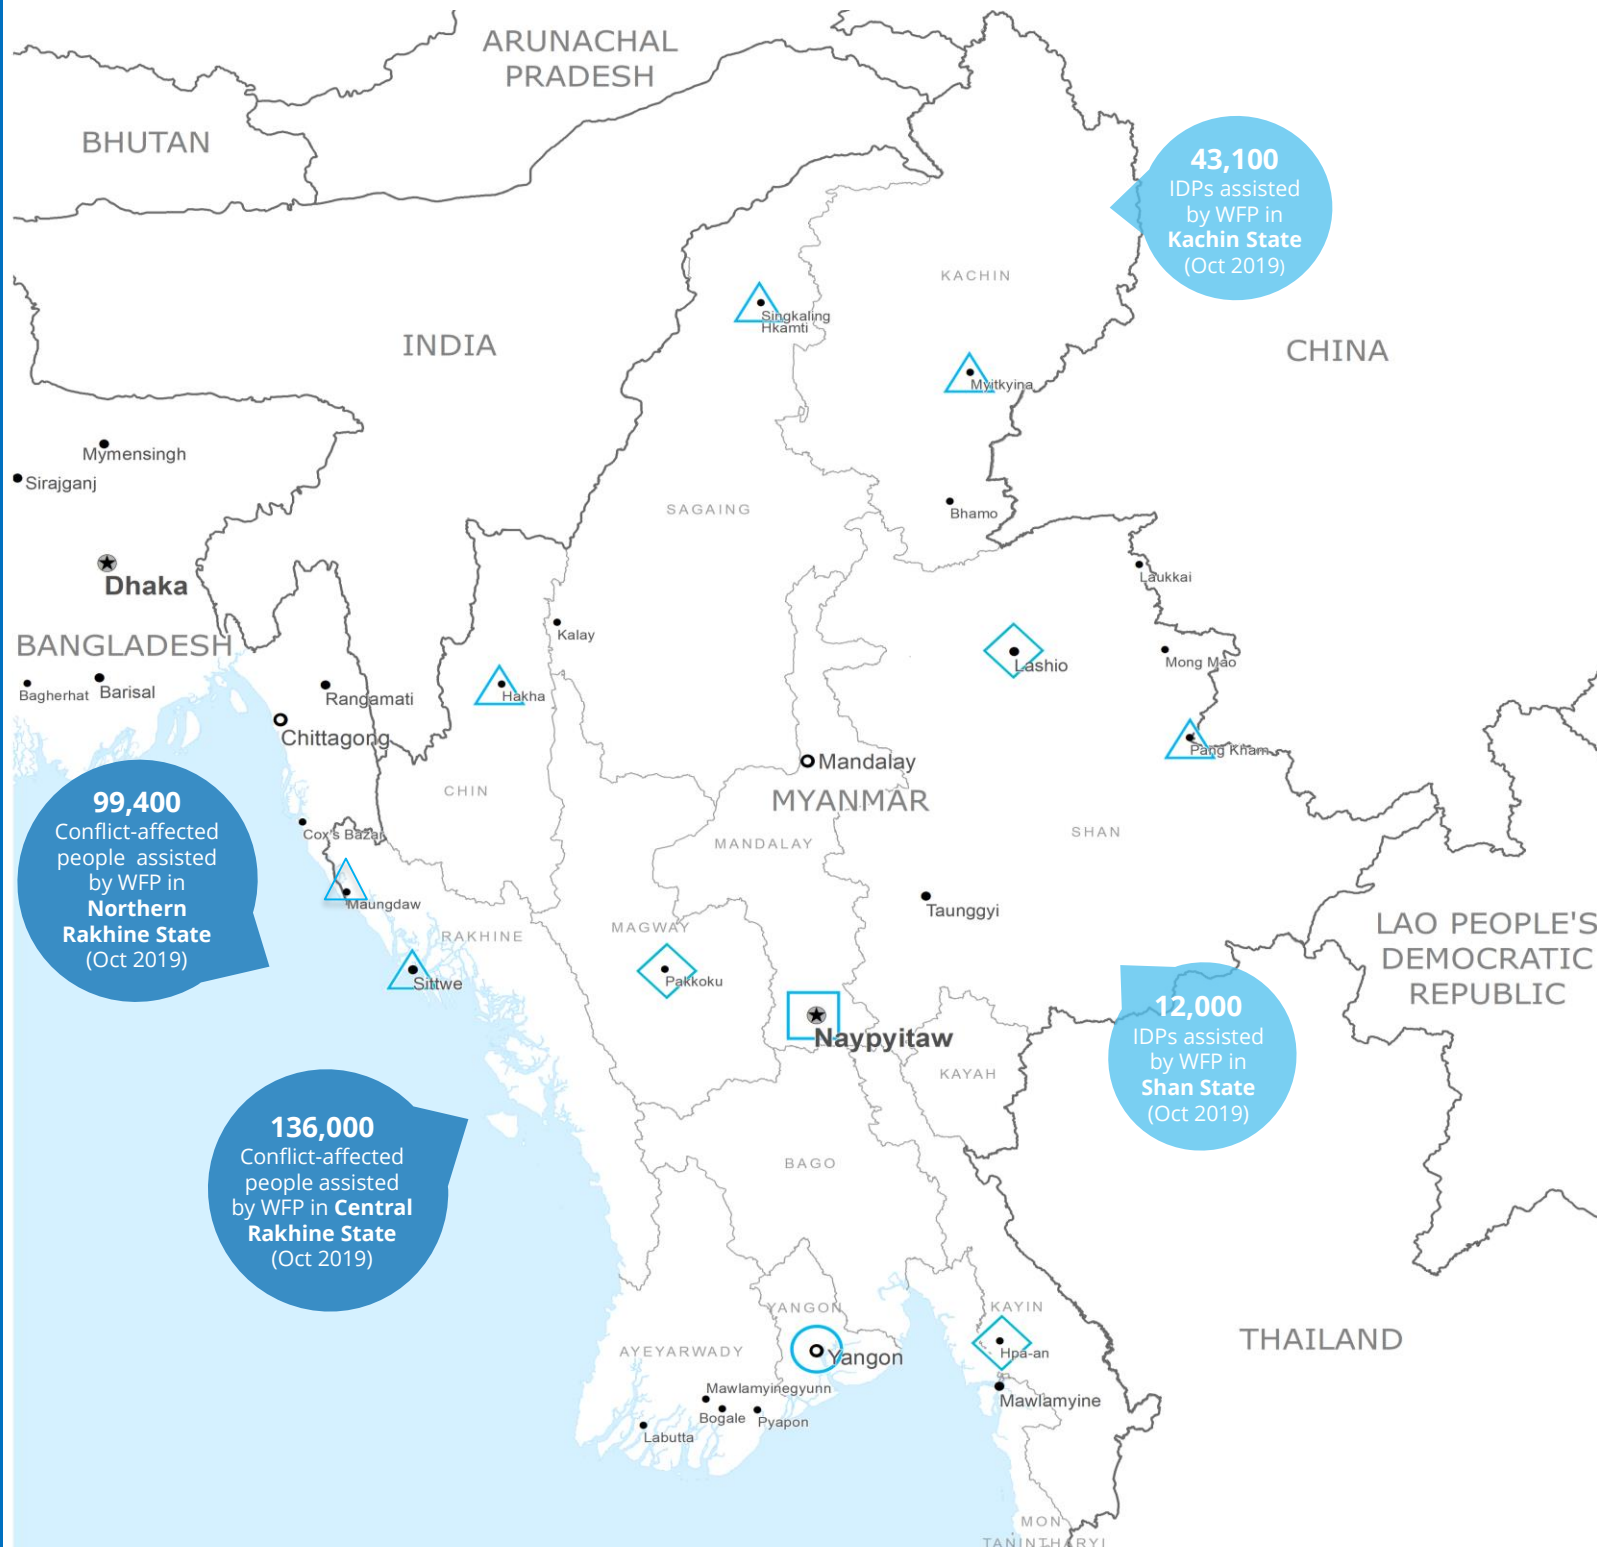 ARUNACHAL
PRADESH
BHUTAN
43,100
IDPs assisted
by WFP in
Kachin State
(Oct 2019)
KACHIN
Singkaling
Hkamti
INDIA
CHINA
Myitkyina
Mymensingh
Sirajganj
SAGAING
Bhamo
Dhaka
Laukkai
Kalay
BANGLADESH
Lashio
Mong Mao
Bagherhat
Barisal
Rangamati
Hakha
Chittagong
Pang Kham
Mandalay
CHIN
MYANMAR
99,400
Conflict-affected
people assisted
by WFP in
Northern
Rakhine State
(Oct 2019)
Cox's Bazar
SHAN
MANDALAY
Maungdaw
Taunggyi
MAGWAY
RAKHINE
LAO PEOPLE'S
DEMOCRATIC
REPUBLIC
Sittwe
Pakkoku
12,000
IDPs assisted
by WFP in
Shan State
(Oct 2019)
Naypyitaw
KAYAH
136,000
Conflict-affected
people assisted
by WFP in Central
Rakhine State
(Oct 2019)
BAGO
YANGON
KAYIN
THAILAND
AYEYARWADY
Yangon
Hpa-an
Mawlamyinegyunn
Mawlamyine
Bogale
Pyapon
Labutta
MON
TANINTHARYI